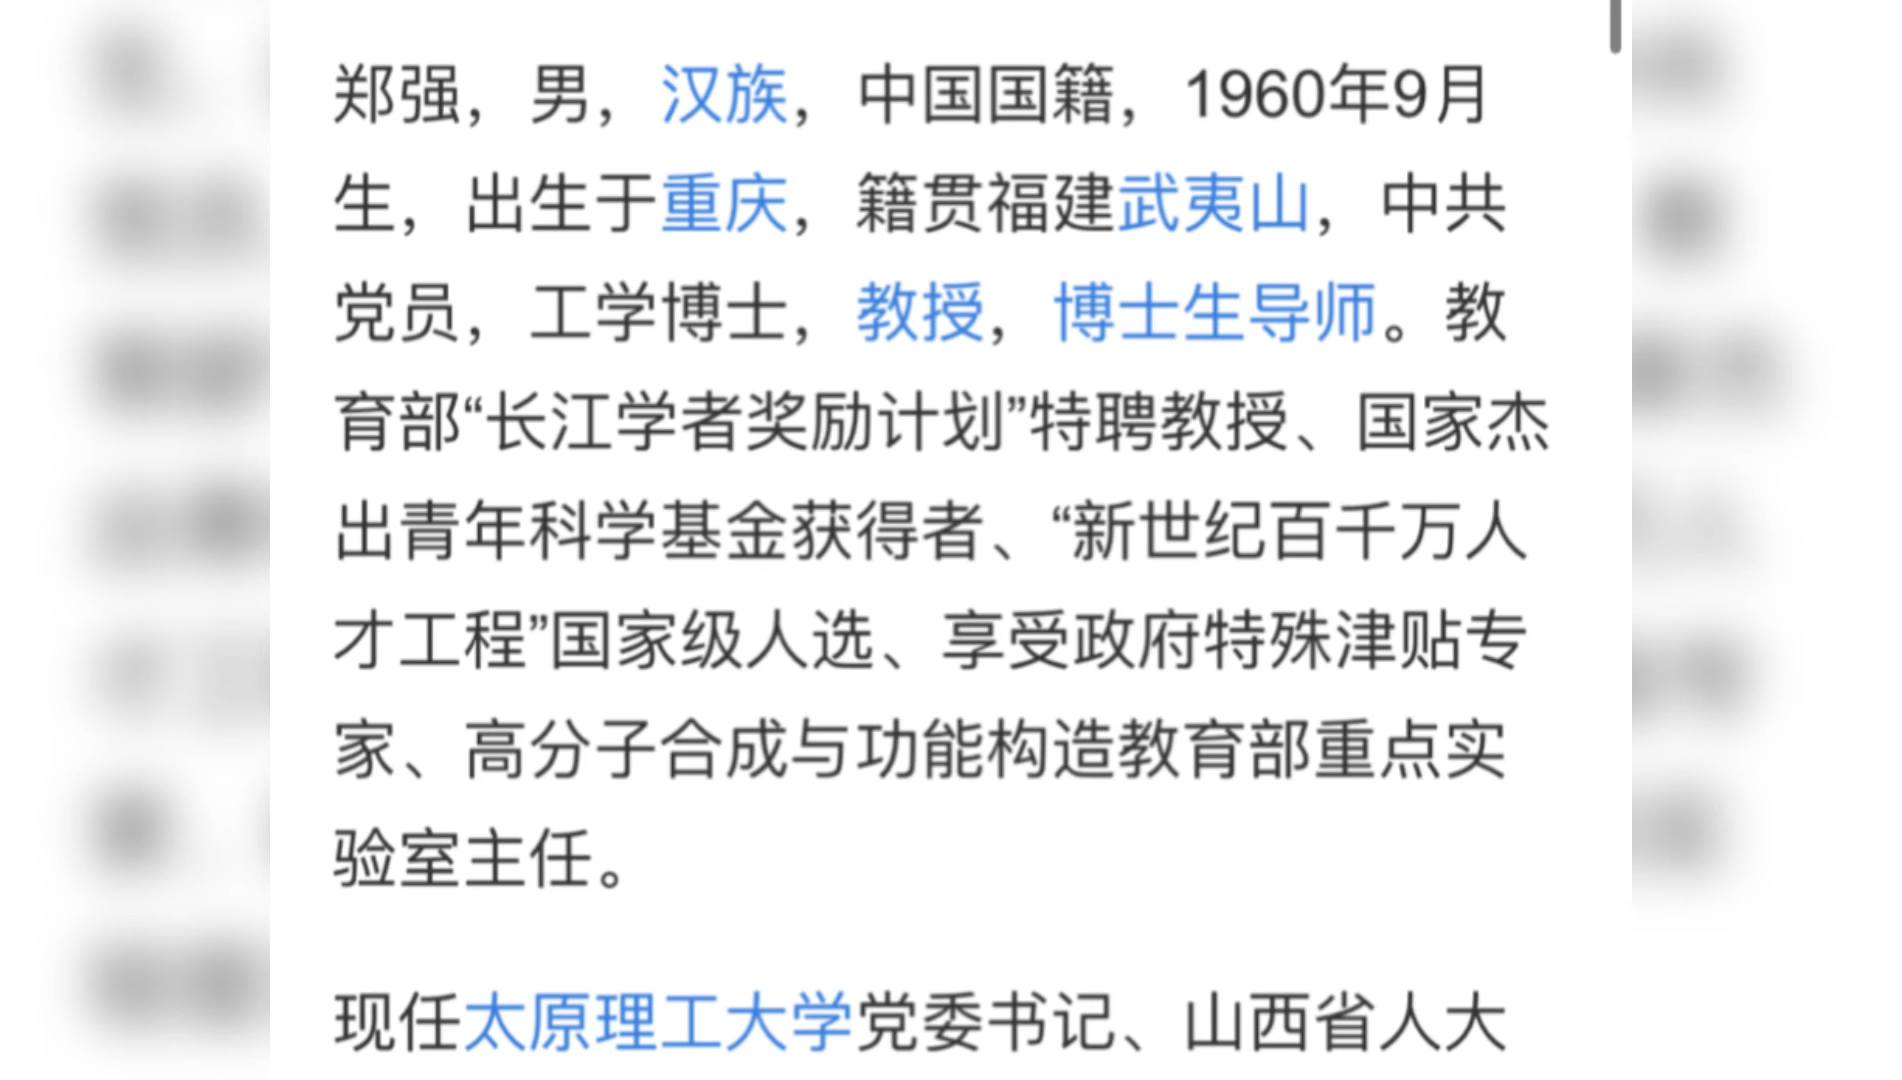 郑强，男，汉族，中国国籍，1960年9月
生，出生于重庆，籍贯福建武夷山，中共
党员，工学博士，教授，博士生导师。教
育部“长江学者奖励计划”特聘教授、国家杰
出青年科学基金获得者、“新世纪百千万人
才工程”国家级人选、享受政府特殊津贴专
家、高分子合成与功能构造教育部重点实
验室主任。
现任太原理工大学党委书记、山西省人大